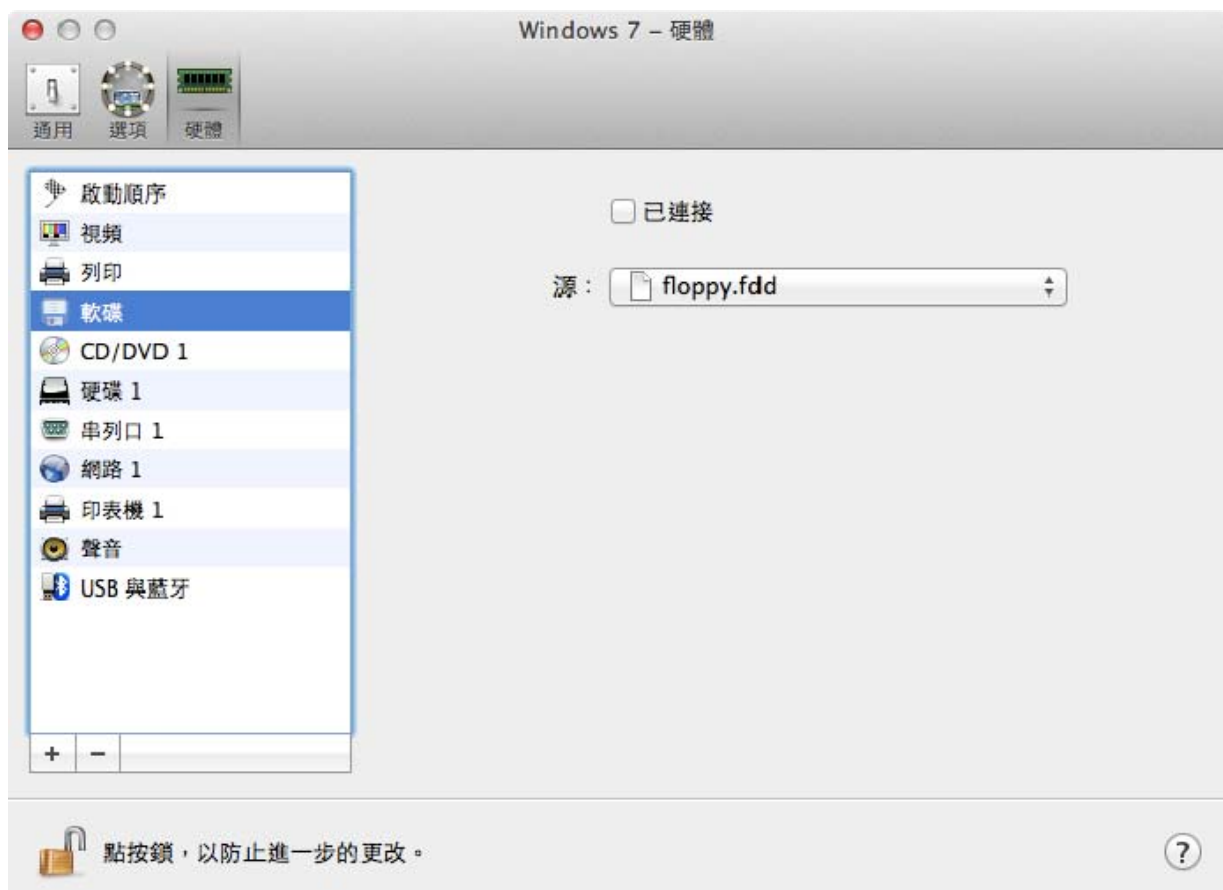 Windows 7 – 硬體
通用 選項 硬體
啟動順序
視頻
列印
軟碟
CD/DVD 1
硬碟 1
串列口 1
網路 1
印表機 1
聲音
USB 與藍牙
+ −
已連接
源： floppy.fdd
點按鎖，以防止進一步的更改。
?